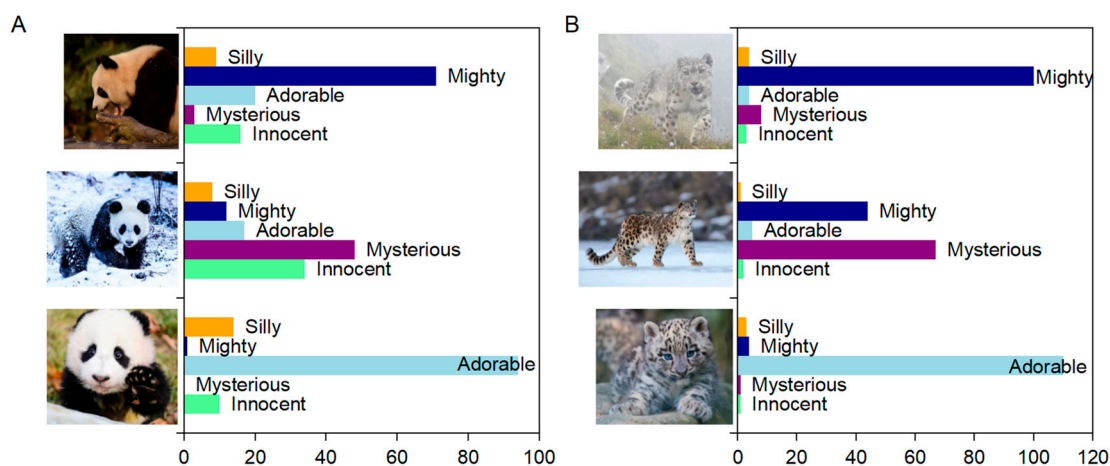 A
Silly
Mighty
Adorable
Mysterious
Innocent
Silly
Mighty
Adorable
Mysterious
Innocent
Silly
Mighty
Adorable
Mysterious
Innocent
0 20 40 60 80 100
B
Silly
Mighty
Adorable
Mysterious
Innocent
Silly
Mighty
Adorable
Mysterious
Innocent
Silly
Mighty
Adorable
Mysterious
Innocent
0 20 40 60 80 100 120